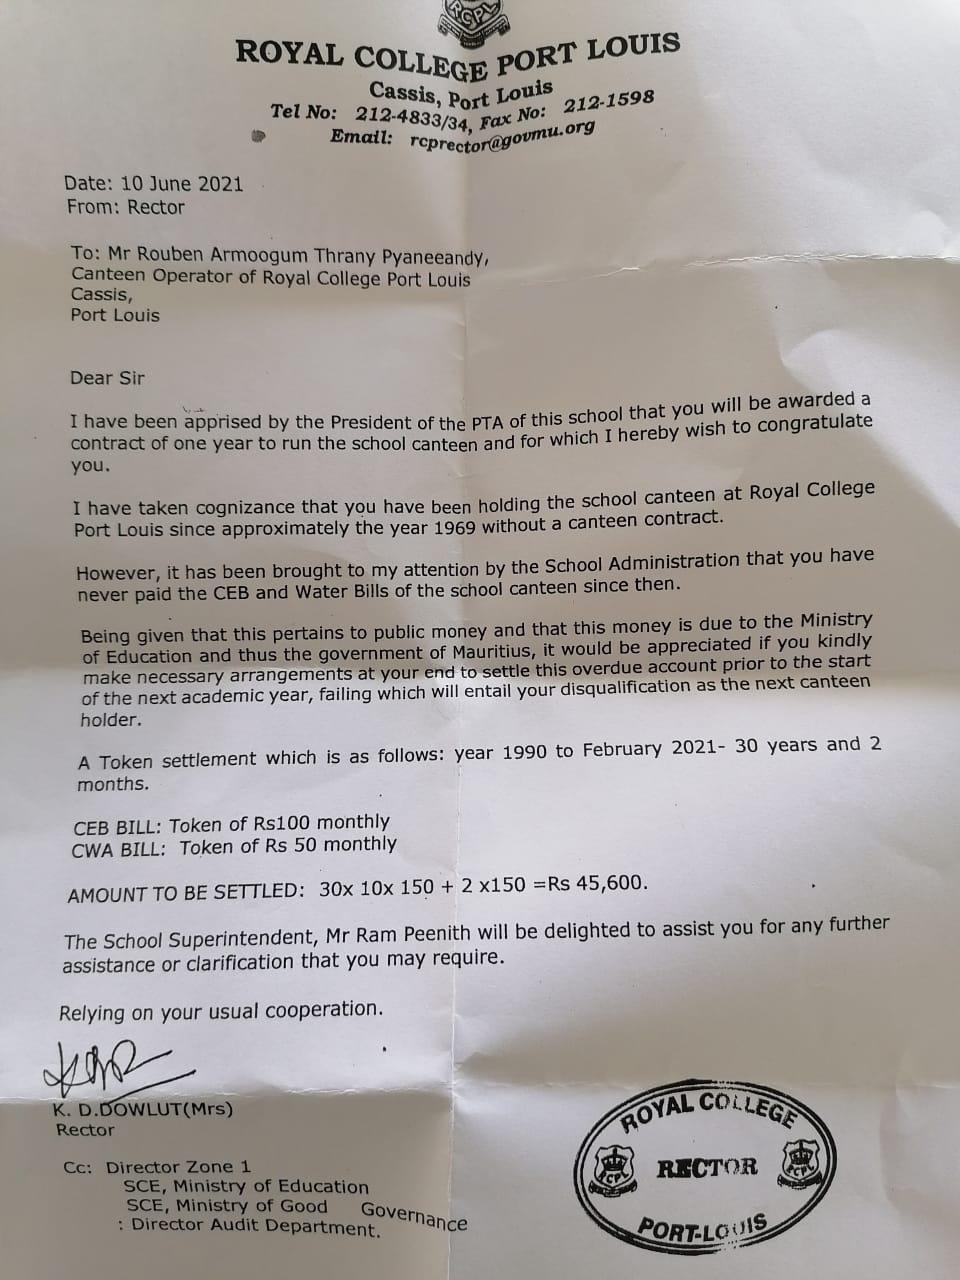 RCPL
ROYAL COLLEGE PORT LOUIS
Cassis, Port Louis
Tel No: 212-4833/34, Fax No: 212-1598
Email: rcprector@govmu.org
Date: 10 June 2021
From: Rector
To: Mr Rouben Armoogum Thrany Pyaneeandy,
Canteen Operator of Royal College Port Louis
Cassis,
Port Louis
Dear Sir
I have been apprised by the President of the PTA of this school that you will be awarded a
contract of one year to run the school canteen and for which I hereby wish to congratulate
you.
I have taken cognizance that you have been holding the school canteen at Royal College
Port Louis since approximately the year 1969 without a canteen contract.
However, it has been brought to my attention by the School Administration that you have
never paid the CEB and Water Bills of the school canteen since then.
Being given that this pertains to public money and that this money is due to the Ministry
of Education and thus the government of Mauritius, it would be appreciated if you kindly
make necessary arrangements at your end to settle this overdue account prior to the start
of the next academic year, failing which will entail your disqualification as the next canteen
holder.
A Token settlement which is as follows: year 1990 to February 2021- 30 years and 2
months.
CEB BILL: Token of Rs100 monthly
CWA BILL: Token of Rs 50 monthly
AMOUNT TO BE SETTLED: 30x 10x 150 + 2 x150 =Rs 45,600.
The School Superintendent, Mr Ram Peenith will be delighted to assist you for any further
assistance or clarification that you may require.
Relying on your usual cooperation.
K. D.DOWLUT(Mrs)
Rector
Cc: Director Zone 1
SCE, Ministry of Education
SCE, Ministry of Good Governance
: Director Audit Department.
ROYAL COLLEGE
RCPL RECTOR RCPL
PORT-LOUIS